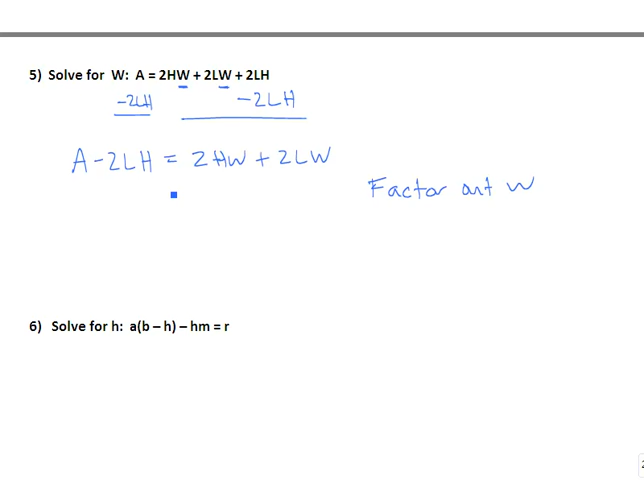 5) Solve for W: A = 2HW + 2LW + 2LH
-2LH -2LH
A - 2LH = 2HW + 2LW
Factor out W
6) Solve for h: a(b – h) – hm = r